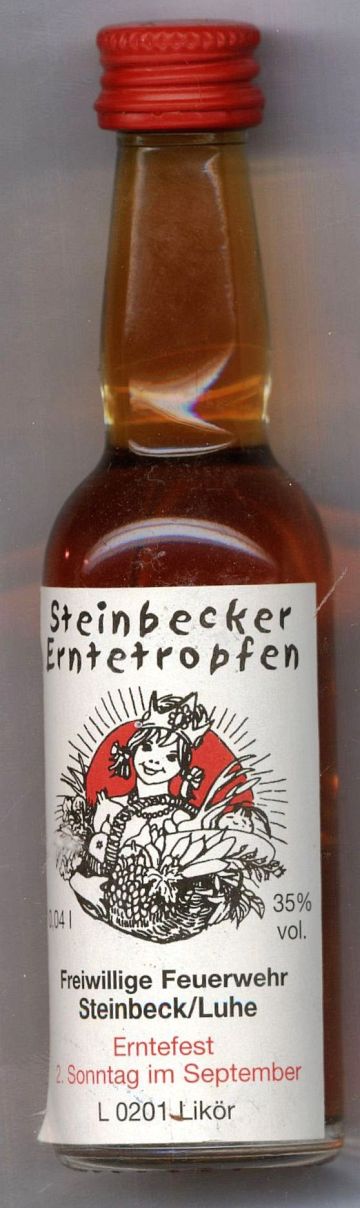 Steinbecker
Erntetropfen
0,04 l
35%
vol.
Freiwillige Feuerwehr
Steinbeck/Luhe
Erntefest
2. Sonntag im September
L 0201 Likör